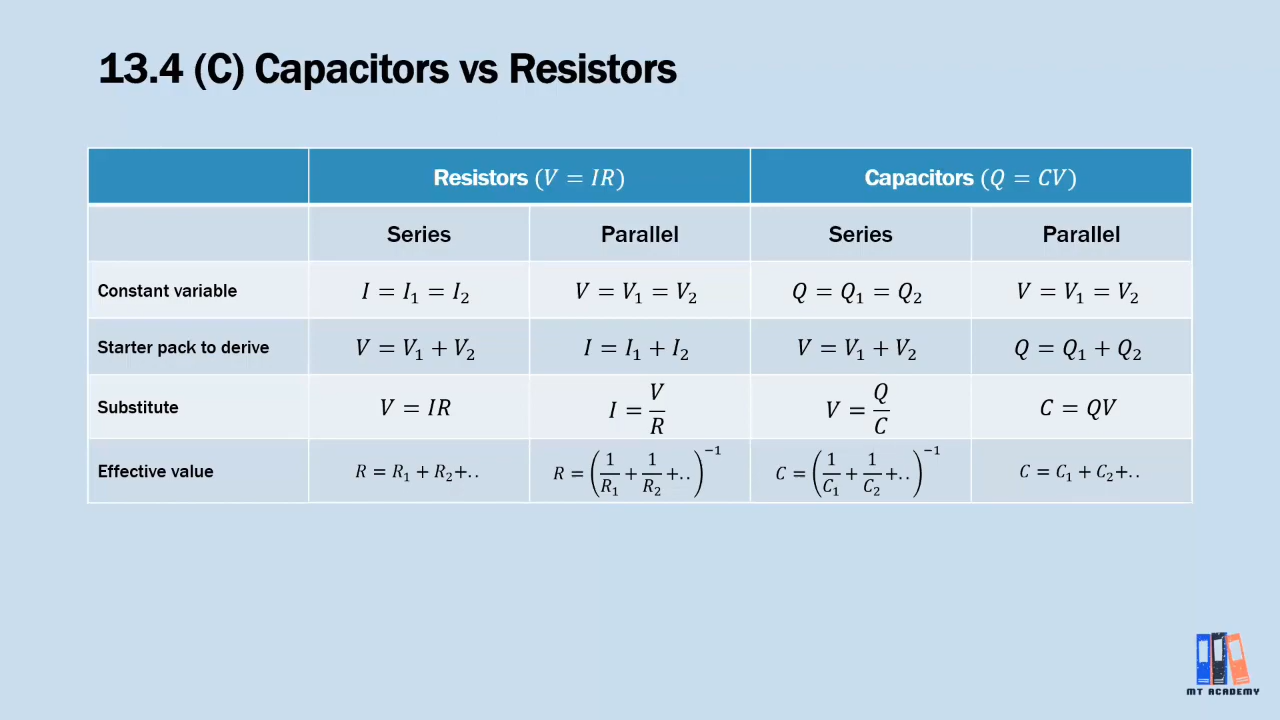 13.4 (C) Capacitors vs Resistors
Resistors (V = IR) Capacitors (Q = CV)
Series Parallel Series Parallel
Constant variable I = I₁ = I₂ V = V₁ = V₂ Q = Q₁ = Q₂ V = V₁ = V₂
Starter pack to derive V = V₁ + V₂ I = I₁ + I₂ V = V₁ + V₂ Q = Q₁ + Q₂
Substitute V = IR I = V/R V = Q/C C = QV
Effective value R = R₁ + R₂+.. R = (1/R₁ + 1/R₂ +..)⁻¹ C = (1/C₁ + 1/C₂ +..)⁻¹ C = C₁ + C₂+..
MT ACADEMY